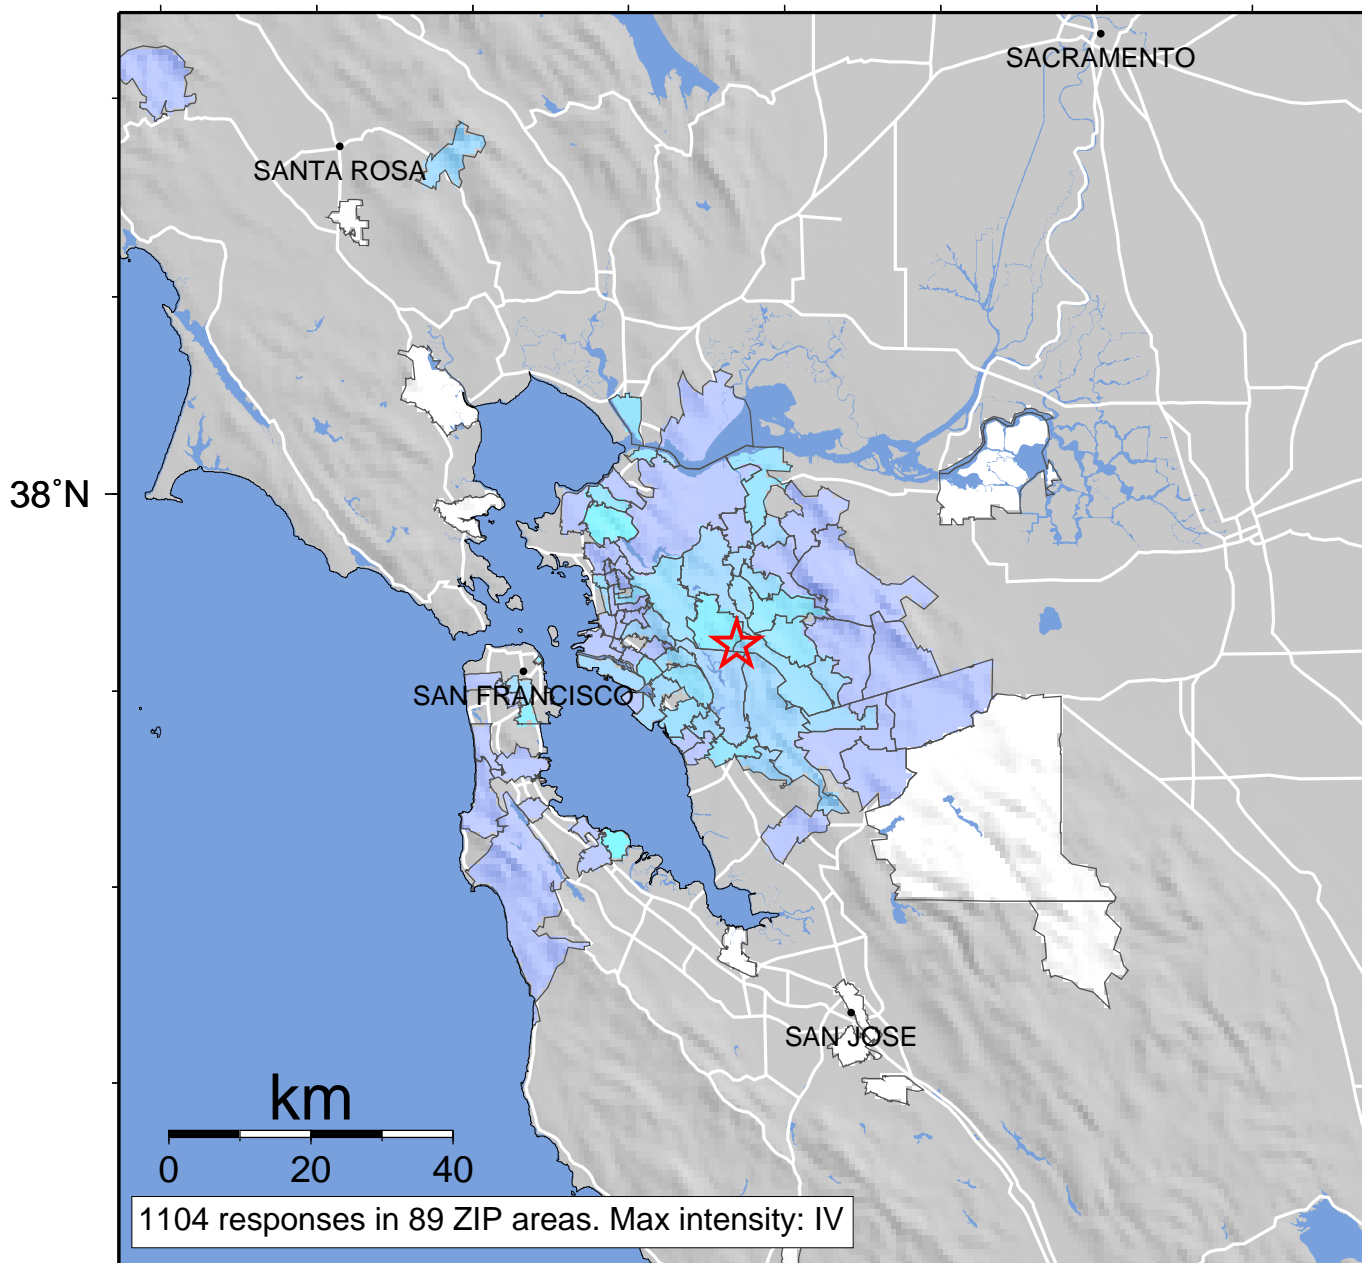 SACRAMENTO
SANTA ROSA
38°N
SAN FRANCISCO
SAN JOSE
km
0 20 40
1104 responses in 89 ZIP areas. Max intensity: IV